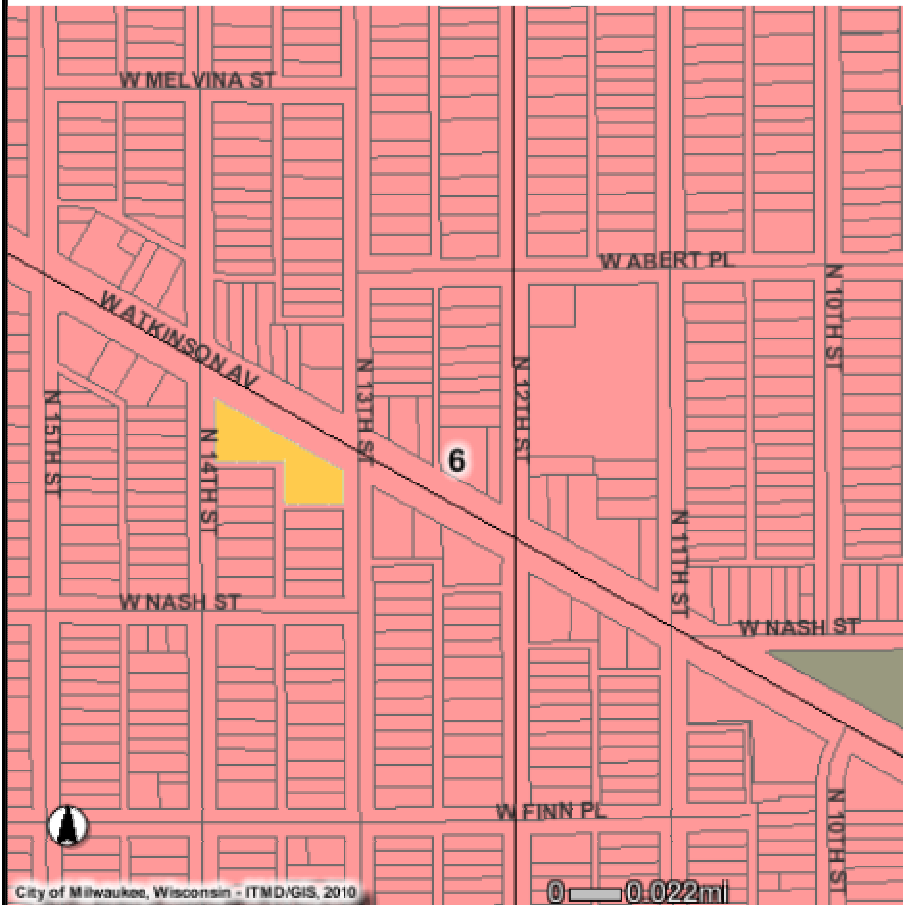 W MELVINA ST
W ABERT PL
W ATKINSON AV
N 10TH ST
N 13TH ST
N 12TH ST
N 15TH ST
N 14TH ST
6
N 11TH ST
W NASH ST
W NASH ST
W FINN PL
N 10TH ST
City of Milwaukee, Wisconsin - ITMD/GIS, 2010
0 0.022mi